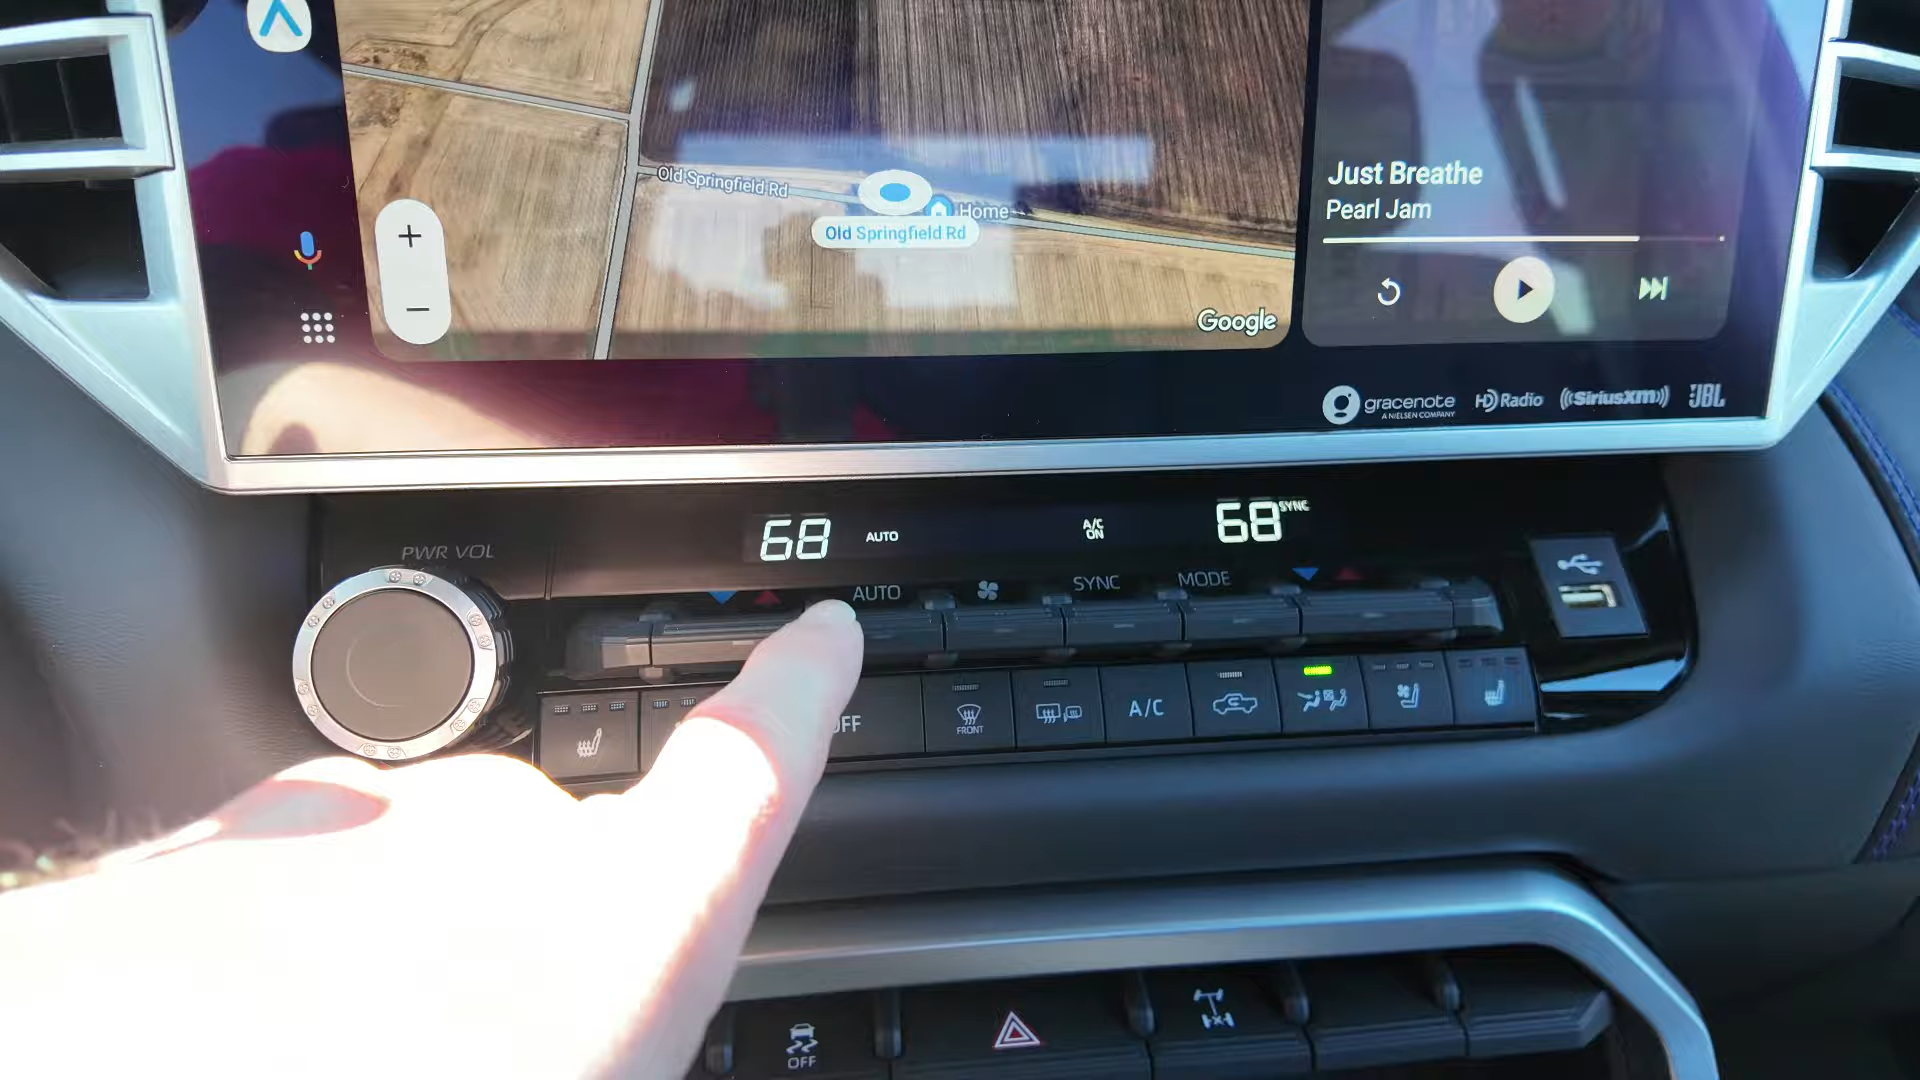 Old Springfield Rd
Home
Old Springfield Rd
Google
Just Breathe
Pearl Jam
gracenote
A NIELSEN COMPANY
HD Radio
((SiriusXM))
JBL
PWR VOL
68
AUTO
A/C
ON
68
SYNC
AUTO
SYNC
MODE
FRONT
A/C
OFF